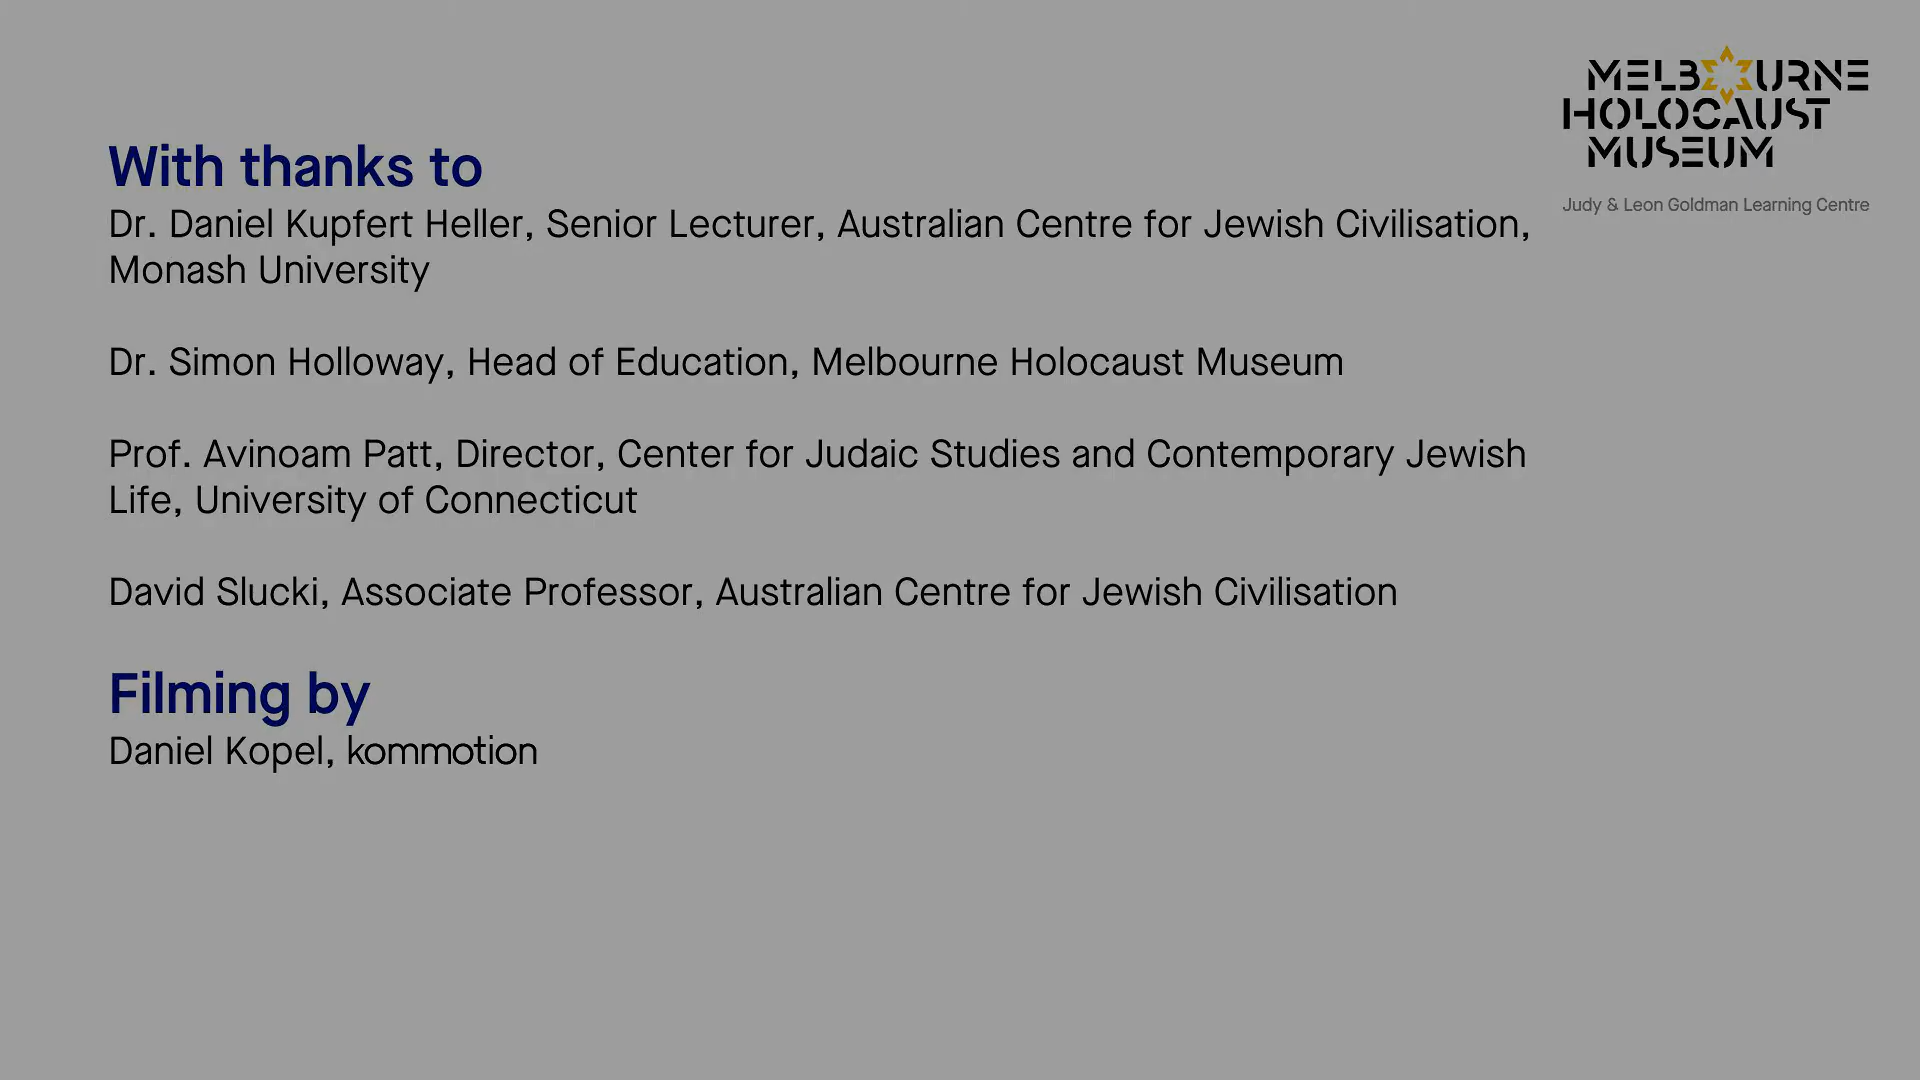 MELBOURNE
HOLOCAUST
MUSEUM
Judy & Leon Goldman Learning Centre
With thanks to
Dr. Daniel Kupfert Heller, Senior Lecturer, Australian Centre for Jewish Civilisation,
Monash University
Dr. Simon Holloway, Head of Education, Melbourne Holocaust Museum
Prof. Avinoam Patt, Director, Center for Judaic Studies and Contemporary Jewish
Life, University of Connecticut
David Slucki, Associate Professor, Australian Centre for Jewish Civilisation
Filming by
Daniel Kopel, kommotion